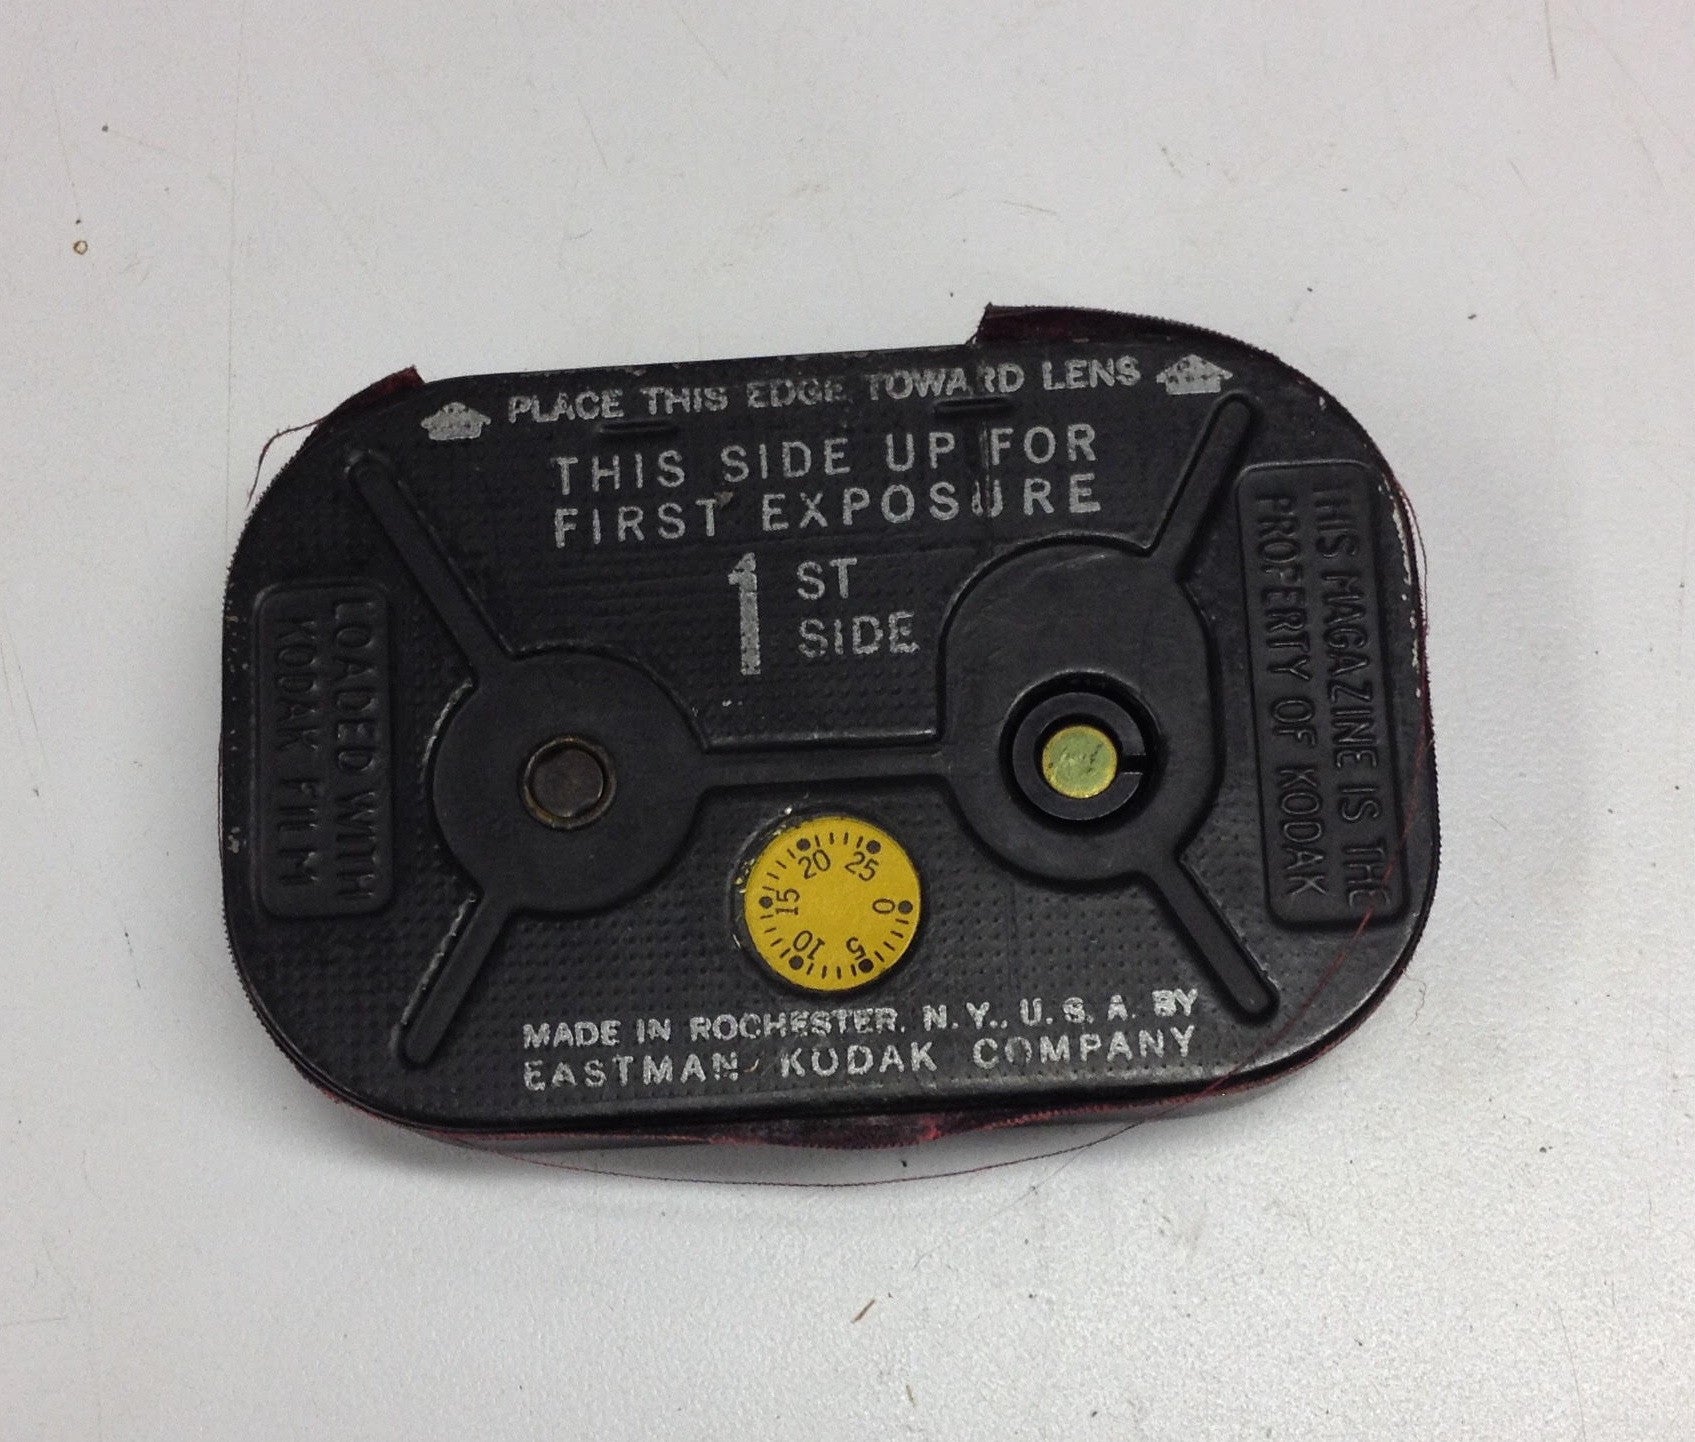 PLACE THIS EDGE TOWARD LENS
THIS SIDE UP FOR
FIRST EXPOSURE
1 ST
SIDE
LOADED WITH
KODAK FILM
THIS MAGAZINE IS THE
PROPERTY OF KODAK
0 5 10 15 20 25
MADE IN ROCHESTER, N.Y., U.S.A. BY
EASTMAN KODAK COMPANY